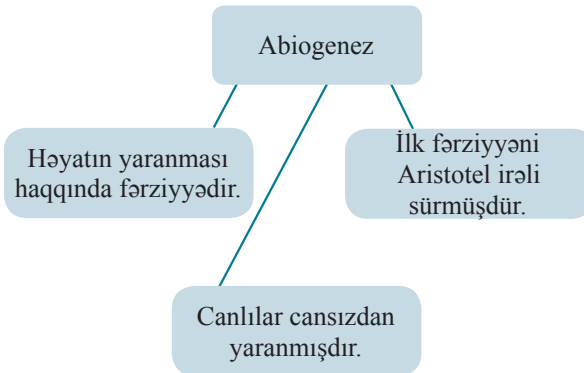 Abiogenez
Həyatın yaranması
haqqında fərziyyədir.
İlk fərziyyəni
Aristotel irəli
sürmüşdür.
Canlılar cansızdan
yaranmışdır.